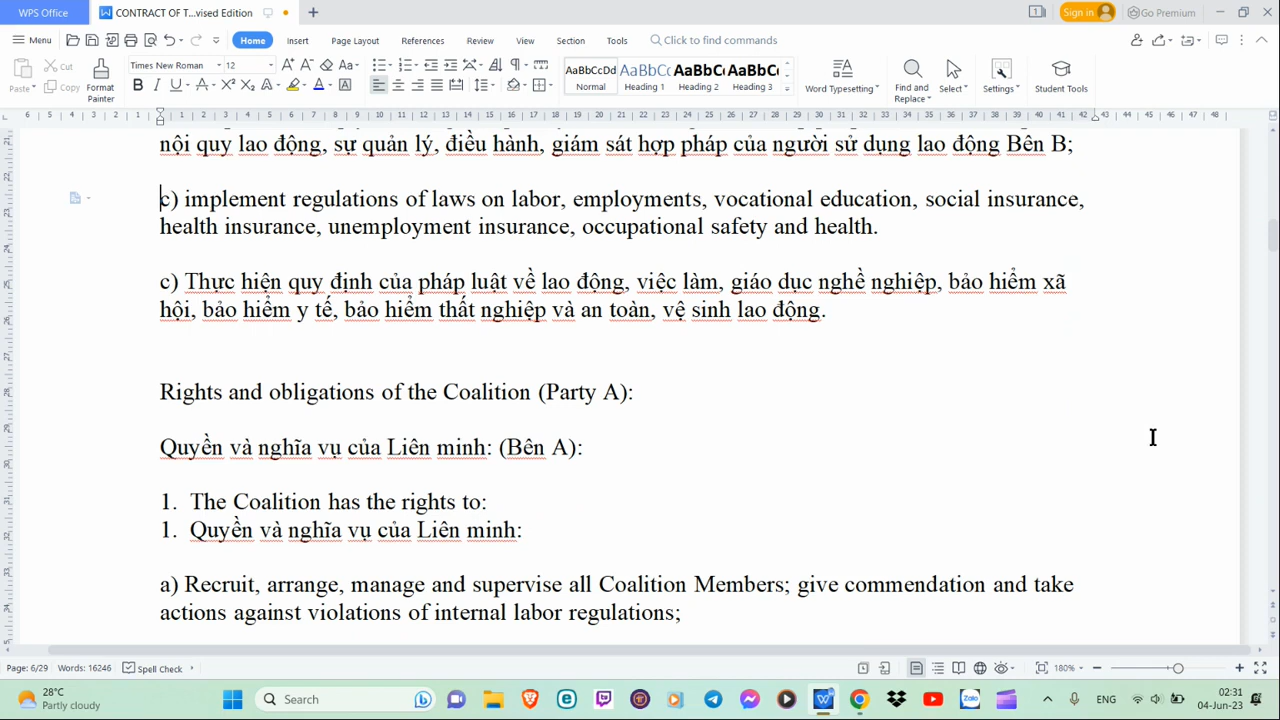 WPS Office
CONTRACT OF T...vised Edition
Sign in
Go Premium
Menu
Home
Insert
Page Layout
References
Review
View
Section
Tools
Click to find commands
Paste
Cut
Copy
Format Painter
Times New Roman
12
AaBbCcDd
Normal
AaBbC
Heading 1
AaBbC
Heading 2
AaBbC
Heading 3
Word Typesetting
Find and Replace
Select
Settings
Student Tools
nội quy lao động, sự quản lý, điều hành, giám sát hợp pháp của người sử dụng lao động Bên B;
c) implement regulations of laws on labor, employments, vocational education, social insurance,
health insurance, unemployment insurance, occupational safety and health.
c) Thực hiện quy định của pháp luật về lao động, việc làm, giáo dục nghề nghiệp, bảo hiểm xã
hội, bảo hiểm y tế, bảo hiểm thất nghiệp và an toàn, vệ sinh lao động.
Rights and obligations of the Coalition (Party A):
Quyền và nghĩa vụ của Liên minh: (Bên A):
1. The Coalition has the rights to:
1. Quyền và nghĩa vụ của Liên minh:
a) Recruit, arrange, manage and supervise all Coalition Members; give commendation and take
actions against violations of internal labor regulations;
Page: 6/29
Words: 16246
Spell Check
180%
28°C
Partly cloudy
Search
ENG
02:31
04-Jun-23